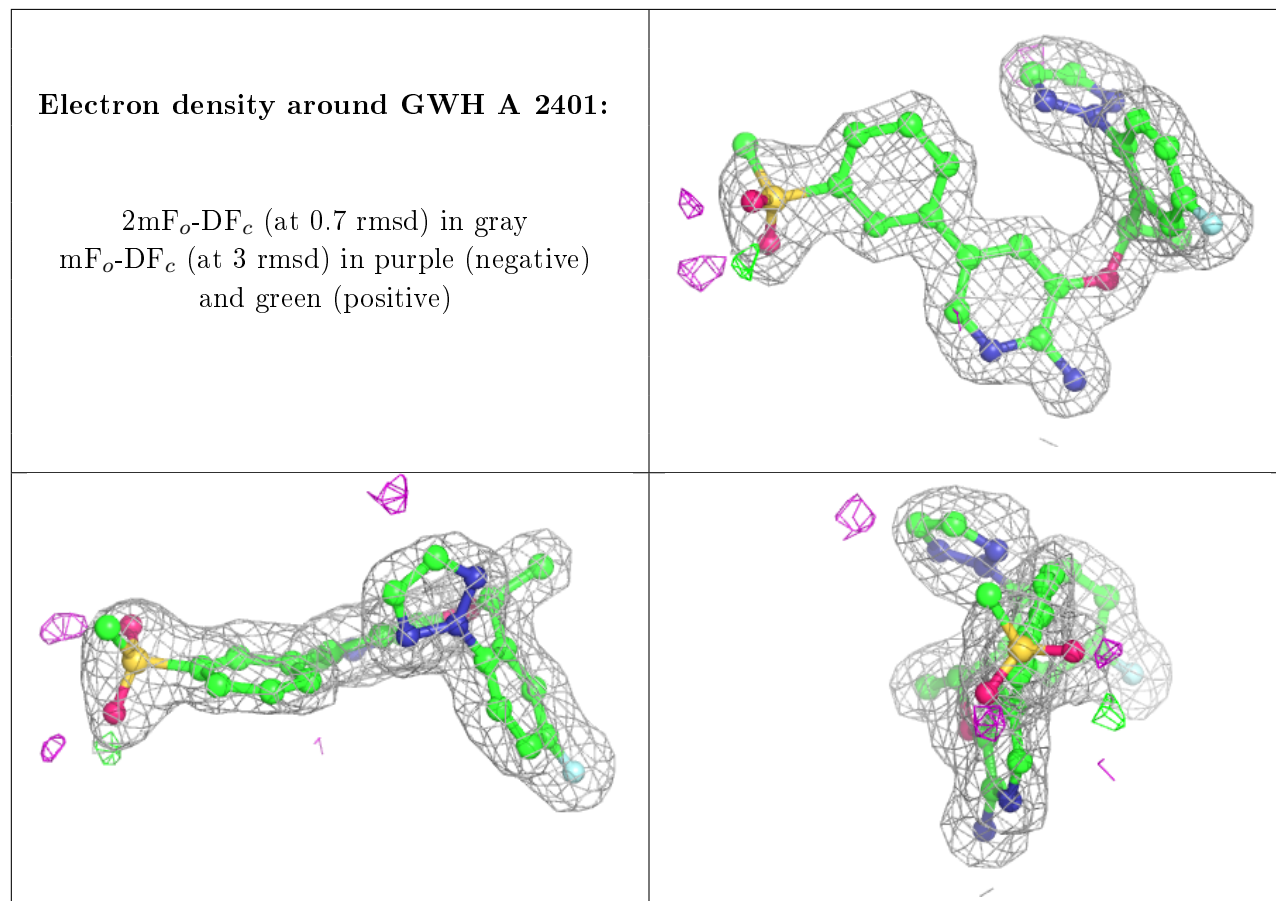 Electron density around GWH A 2401:
2mFo-DFc (at 0.7 rmsd) in gray
mFo-DFc (at 3 rmsd) in purple (negative)
and green (positive)